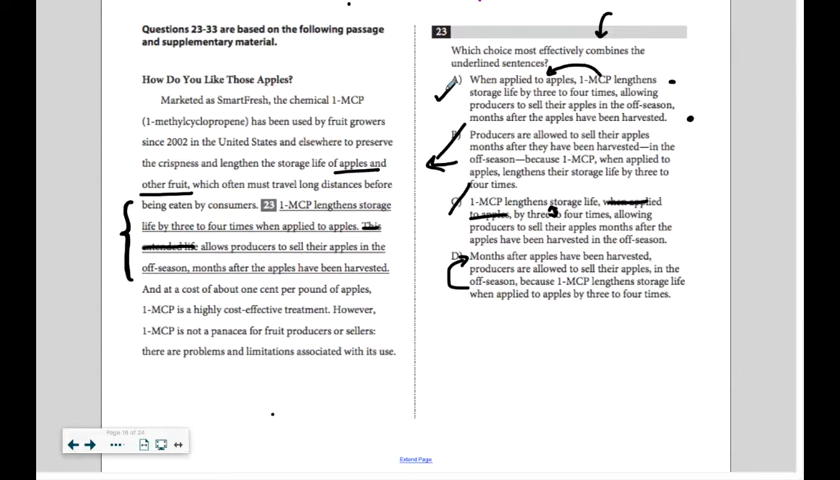 Questions 23-33 are based on the following passage
and supplementary material.
How Do You Like Those Apples?
Marketed as SmartFresh, the chemical 1-MCP
(1-methylcyclopropene) has been used by fruit growers
since 2002 in the United States and elsewhere to preserve
the crispness and lengthen the storage life of apples and
other fruit, which often must travel long distances before
being eaten by consumers. 23 1-MCP lengthens storage
life by three to four times when applied to apples. This
extended life allows producers to sell their apples in the
off-season, months after the apples have been harvested.
And at a cost of about one cent per pound of apples,
1-MCP is a highly cost-effective treatment. However,
1-MCP is not a panacea for fruit producers or sellers:
there are problems and limitations associated with its use.
23
Which choice most effectively combines the
underlined sentences?
A) When applied to apples, 1-MCP lengthens
storage life by three to four times, allowing
producers to sell their apples in the off-season,
months after the apples have been harvested.
B) Producers are allowed to sell their apples
months after they have been harvested—in the
off-season—because 1-MCP, when applied to
apples, lengthens their storage life by three to
four times.
C) 1-MCP lengthens storage life, when applied
to apples, by three to four times, allowing
producers to sell their apples months after the
apples have been harvested in the off-season.
D) Months after apples have been harvested,
producers are allowed to sell their apples, in the
off-season, because 1-MCP lengthens storage life
when applied to apples by three to four times.
Page 18 of 24
Extend Page